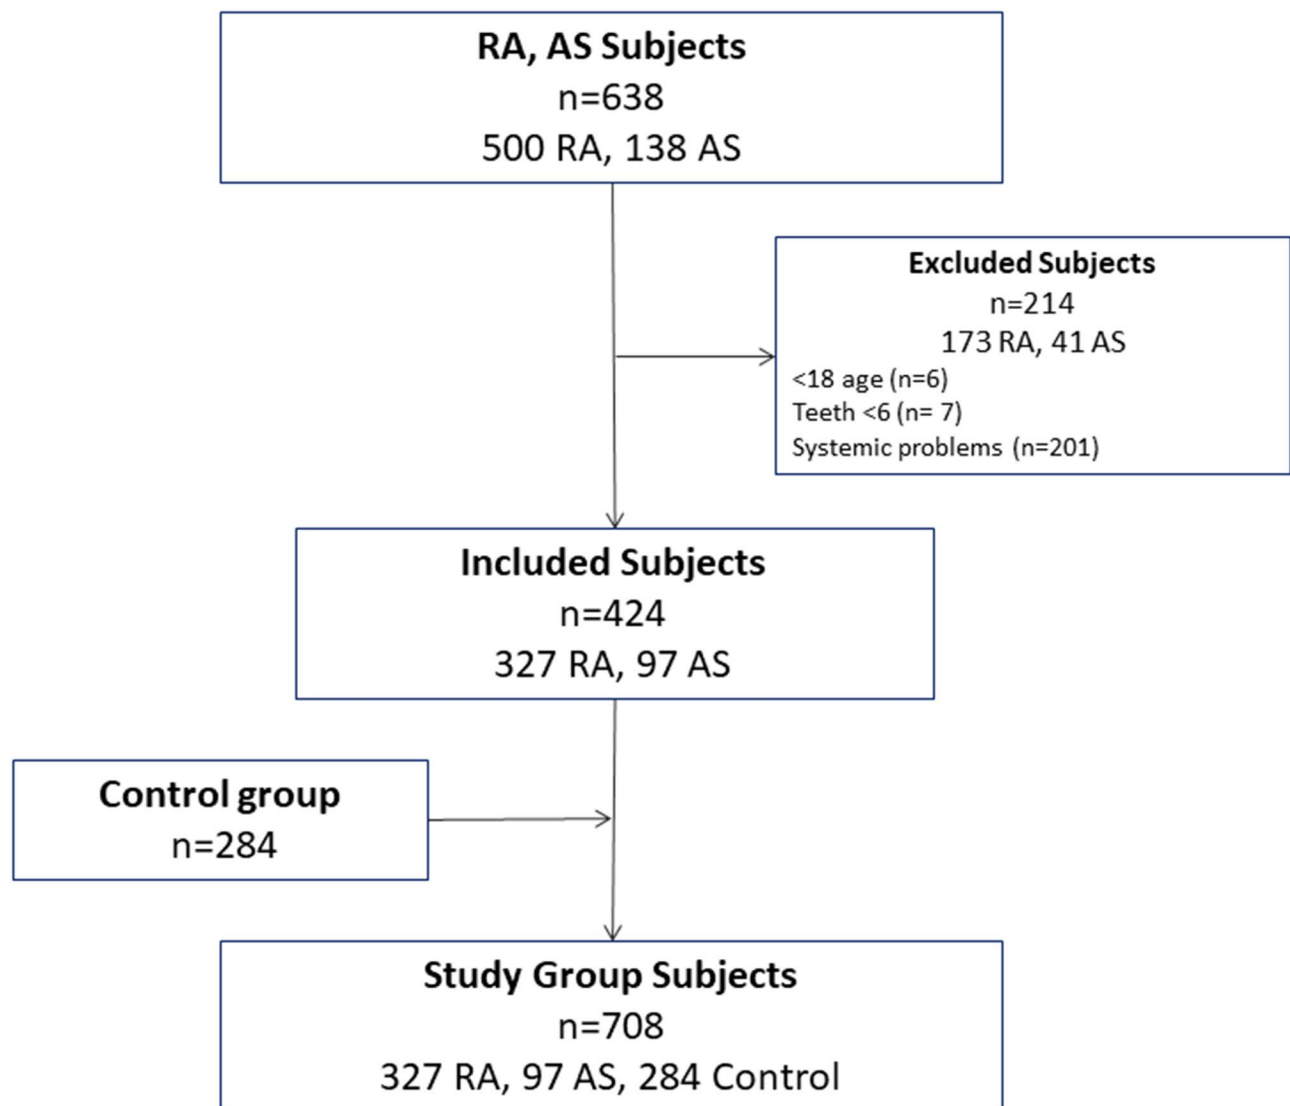 RA, AS Subjects
n=638
500 RA, 138 AS
Excluded Subjects
n=214
173 RA, 41 AS
<18 age (n=6)
Teeth <6 (n= 7)
Systemic problems (n=201)
Included Subjects
n=424
327 RA, 97 AS
Control group
n=284
Study Group Subjects
n=708
327 RA, 97 AS, 284 Control